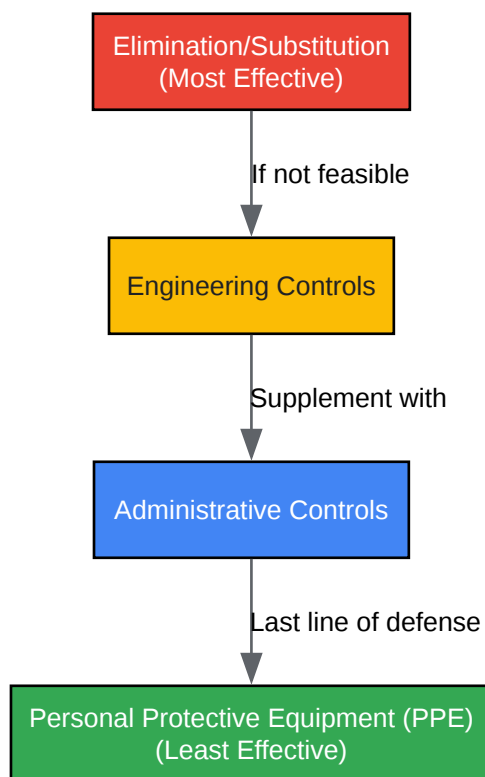 Elimination/Substitution
(Most Effective)
If not feasible
Engineering Controls
Supplement with
Administrative Controls
Last line of defense
Personal Protective Equipment (PPE)
(Least Effective)